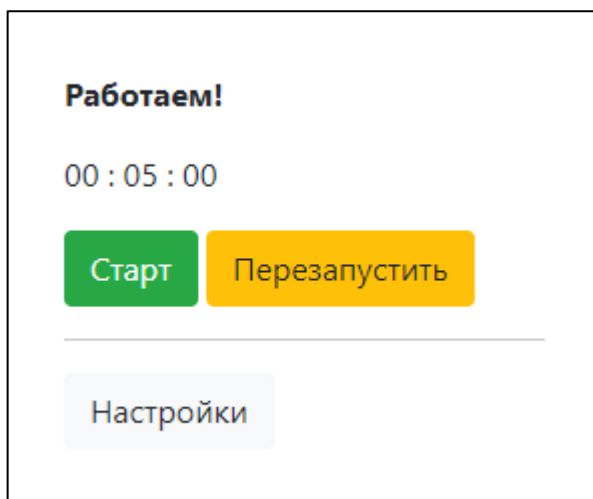 Работаем!
00 : 05 : 00
Старт Перезапустить
Настройки